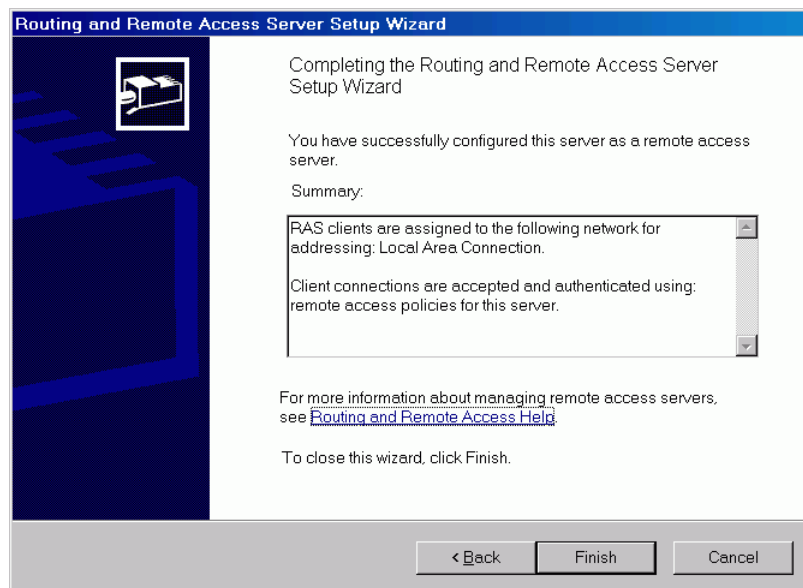 Routing and Remote Access Server Setup Wizard
Completing the Routing and Remote Access Server
Setup Wizard
You have successfully configured this server as a remote access
server.
Summary:
RAS clients are assigned to the following network for
addressing: Local Area Connection.
Client connections are accepted and authenticated using:
remote access policies for this server.
For more information about managing remote access servers,
see Routing and Remote Access Help.
To close this wizard, click Finish.
< Back Finish Cancel